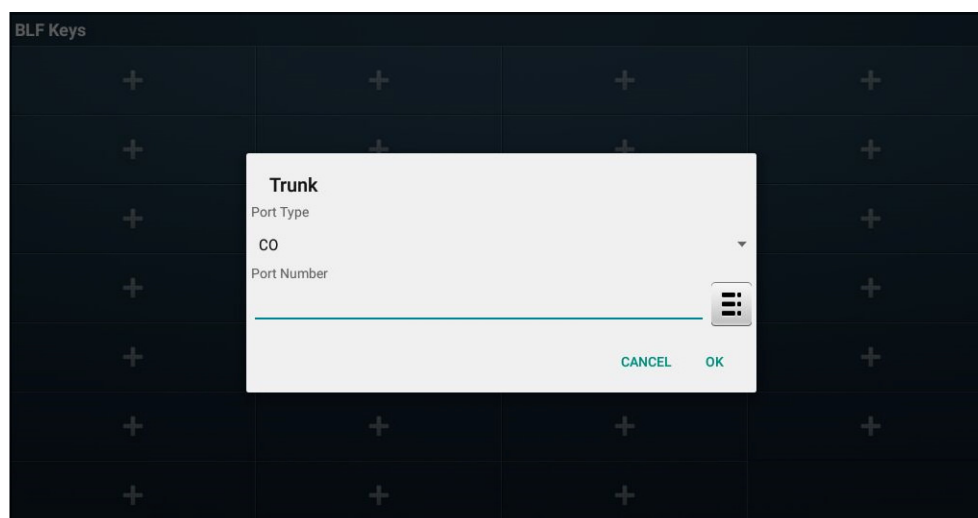 BLF Keys
Trunk
Port Type
CO
Port Number
CANCEL OK